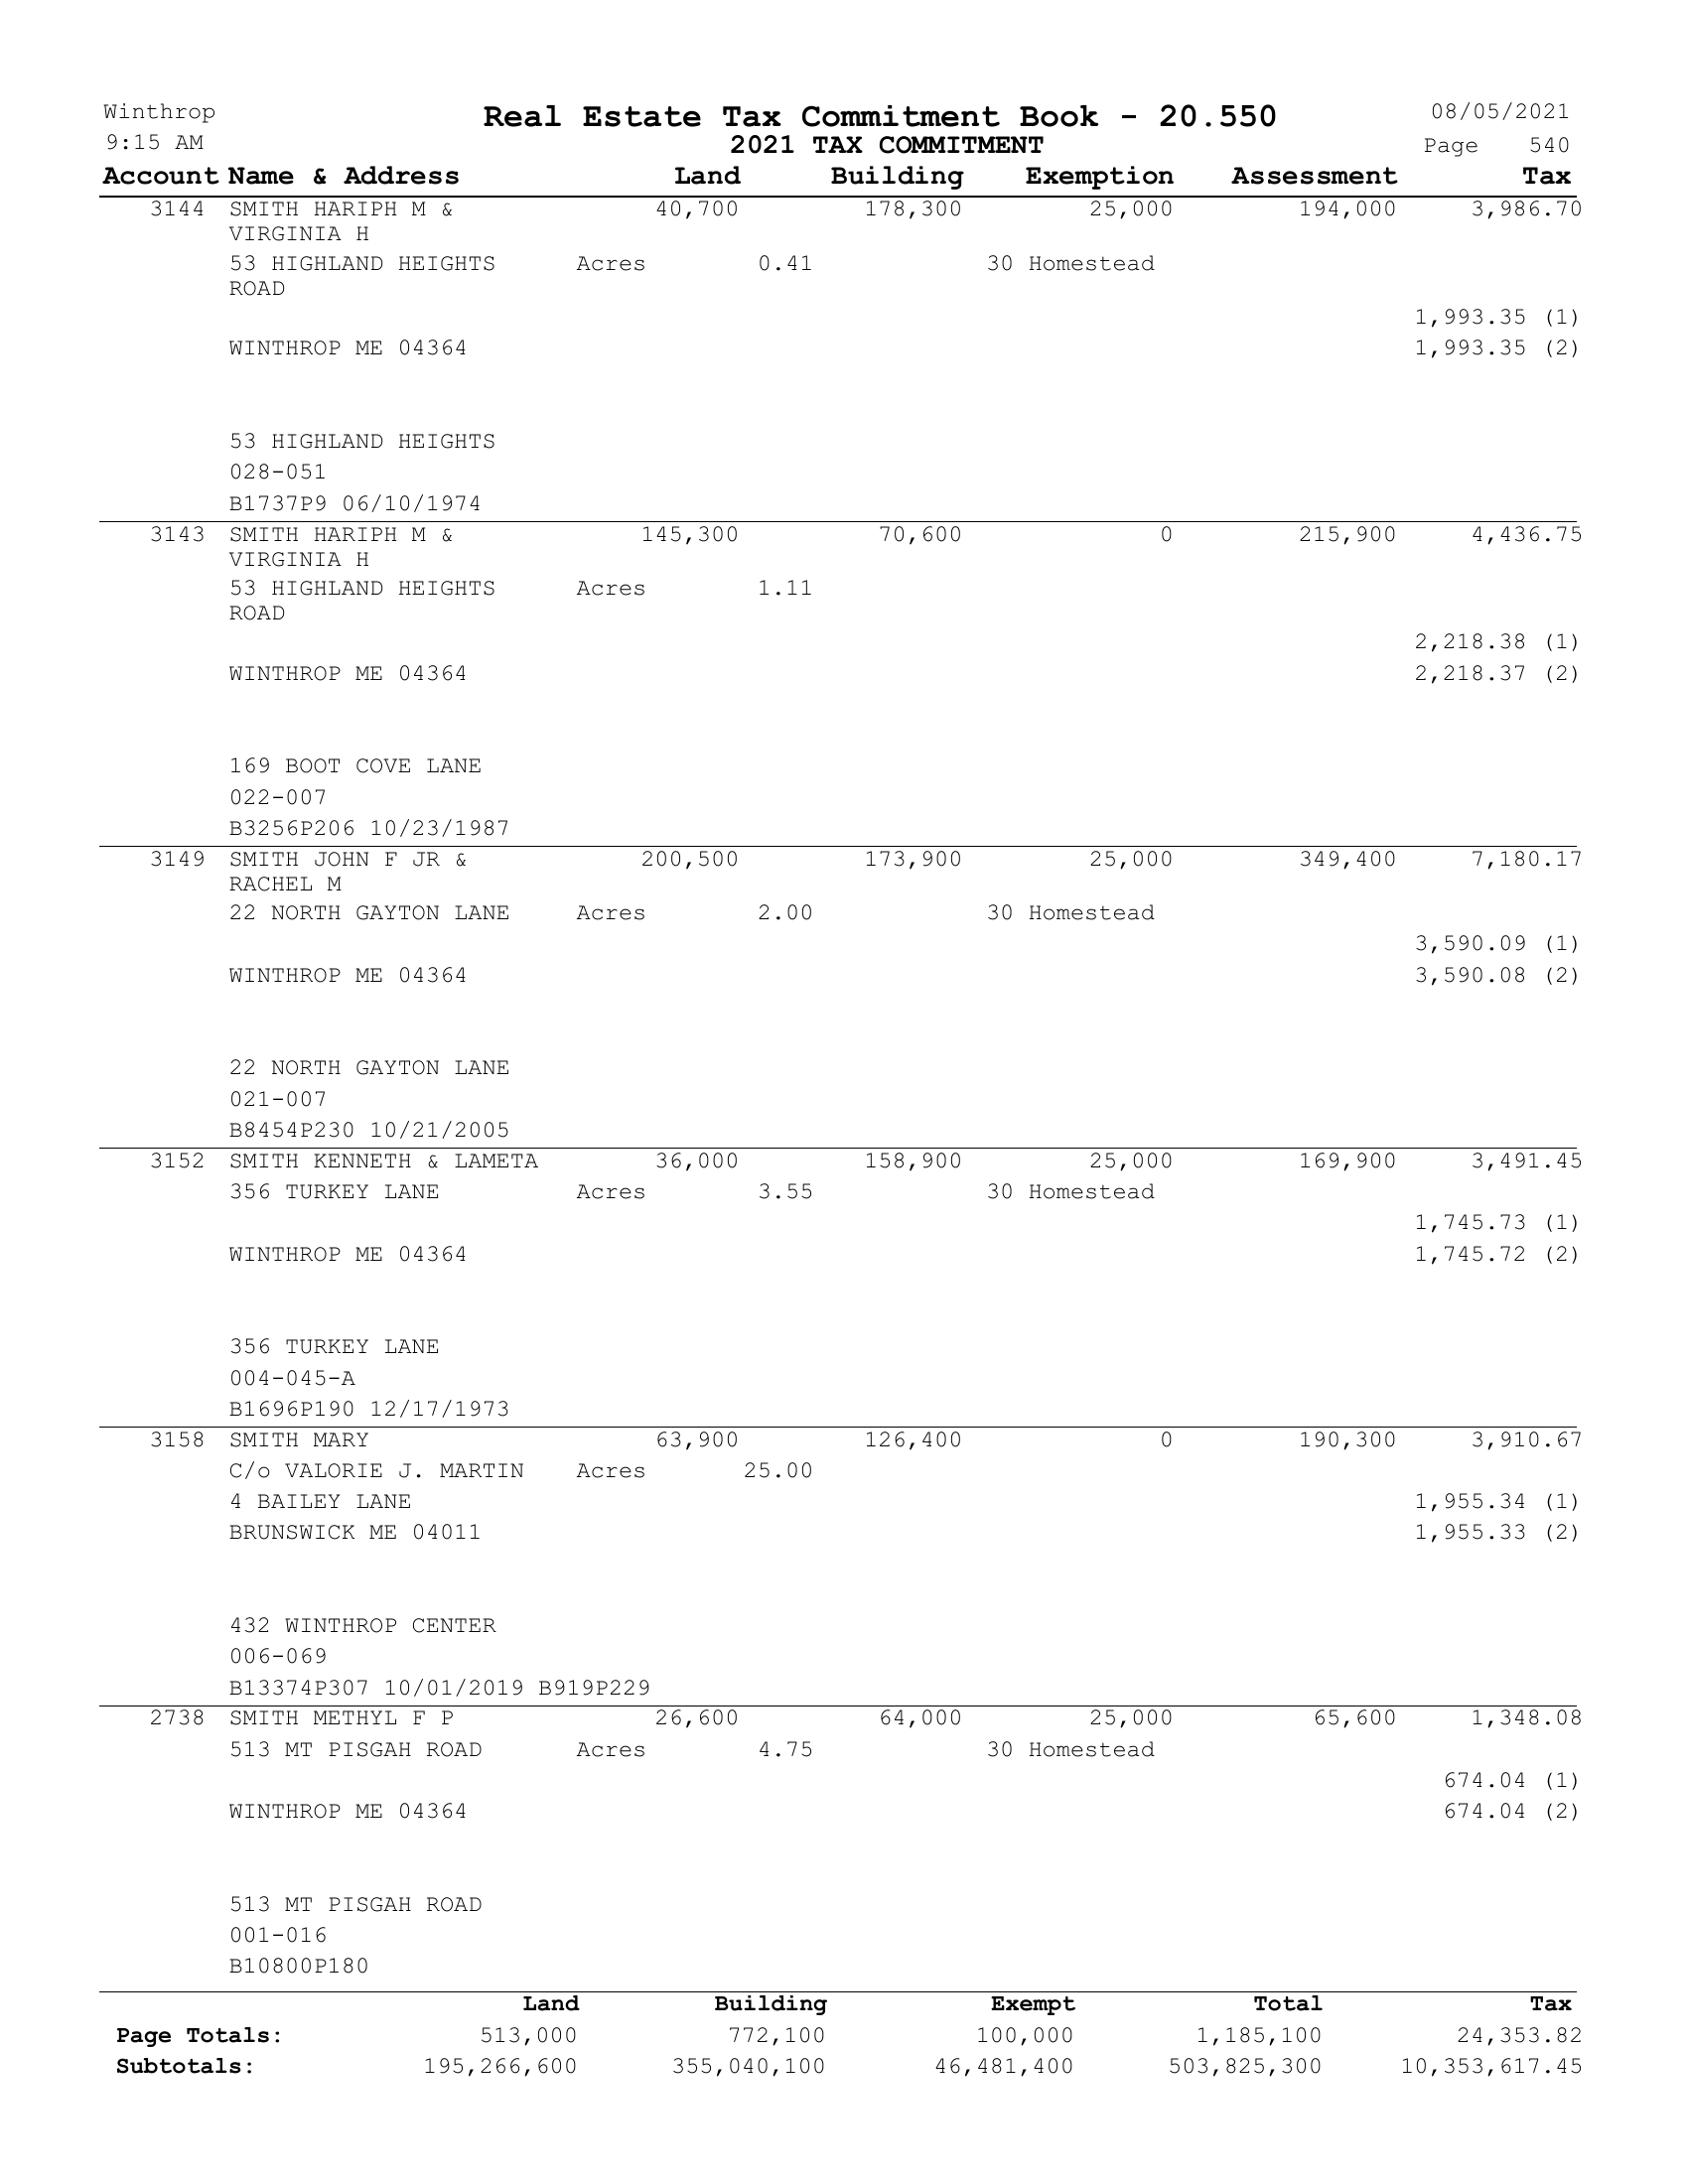 Winthrop Real Estate Tax Commitment Book - 20.550 08/05/2021
9:15 AM 2021 TAX COMMITMENT Page 540
Account Name & Address Land Building Exemption Assessment Tax
3144 SMITH HARIPH M & 40,700 178,300 25,000 194,000 3,986.70
VIRGINIA H
53 HIGHLAND HEIGHTS Acres 0.41 30 Homestead
ROAD
1,993.35 (1)
WINTHROP ME 04364 1,993.35 (2)
53 HIGHLAND HEIGHTS
028-051
B1737P9 06/10/1974
3143 SMITH HARIPH M & 145,300 70,600 0 215,900 4,436.75
VIRGINIA H
53 HIGHLAND HEIGHTS Acres 1.11
ROAD
2,218.38 (1)
WINTHROP ME 04364 2,218.37 (2)
169 BOOT COVE LANE
022-007
B3256P206 10/23/1987
3149 SMITH JOHN F JR & 200,500 173,900 25,000 349,400 7,180.17
RACHEL M
22 NORTH GAYTON LANE Acres 2.00 30 Homestead
3,590.09 (1)
WINTHROP ME 04364 3,590.08 (2)
22 NORTH GAYTON LANE
021-007
B8454P230 10/21/2005
3152 SMITH KENNETH & LAMETA 36,000 158,900 25,000 169,900 3,491.45
356 TURKEY LANE Acres 3.55 30 Homestead
1,745.73 (1)
WINTHROP ME 04364 1,745.72 (2)
356 TURKEY LANE
004-045-A
B1696P190 12/17/1973
3158 SMITH MARY 63,900 126,400 0 190,300 3,910.67
C/o VALORIE J. MARTIN Acres 25.00
4 BAILEY LANE 1,955.34 (1)
BRUNSWICK ME 04011 1,955.33 (2)
432 WINTHROP CENTER
006-069
B13374P307 10/01/2019 B919P229
2738 SMITH METHYL F P 26,600 64,000 25,000 65,600 1,348.08
513 MT PISGAH ROAD Acres 4.75 30 Homestead
674.04 (1)
WINTHROP ME 04364 674.04 (2)
513 MT PISGAH ROAD
001-016
B10800P180
Land Building Exempt Total Tax
Page Totals: 513,000 772,100 100,000 1,185,100 24,353.82
Subtotals: 195,266,600 355,040,100 46,481,400 503,825,300 10,353,617.45